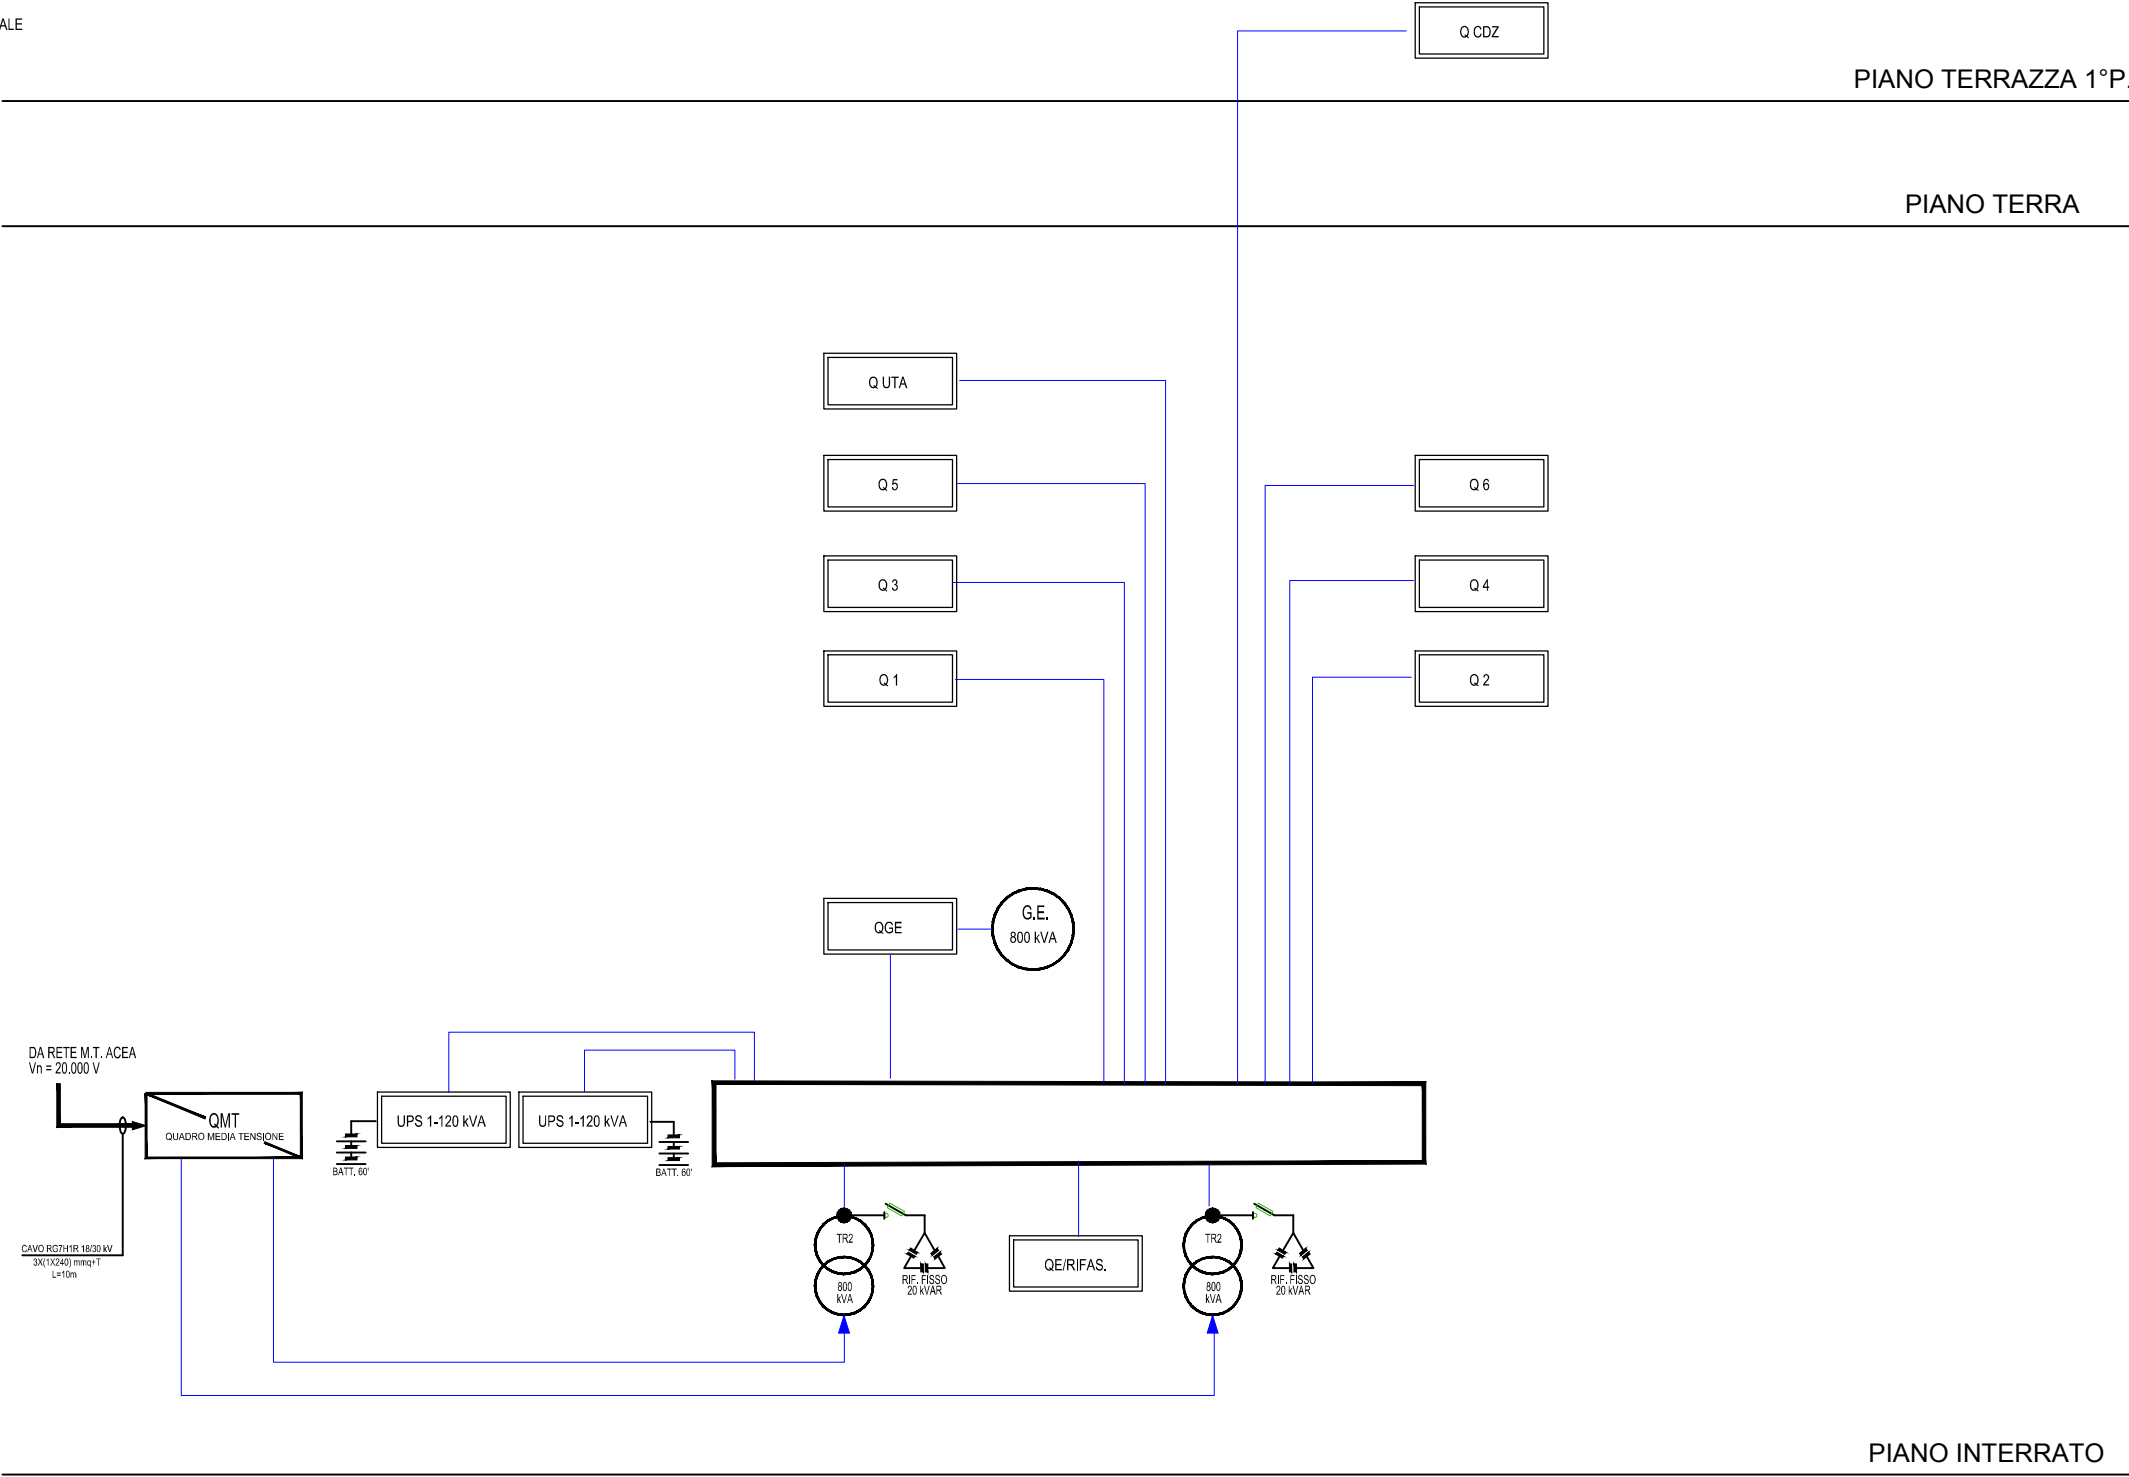 ALE
Q CDZ
PIANO TERRAZZA 1°P.
PIANO TERRA
Q UTA
Q 5
Q 6
Q 3
Q 4
Q 1
Q 2
G.E.
800 kVA
QGE
DA RETE M.T. ACEA
Vn = 20.000 V
QMT
QUADRO MEDIA TENSIONE
UPS 1-120 kVA
UPS 1-120 kVA
BATT. 60'
BATT. 60'
CAVO RG7H1R 18/30 kV
3X(1X240) mmq+T
L=10m
TR2
800
kVA
RIF. FISSO
20 kVAR
QE/RIFAS.
TR2
800
kVA
RIF. FISSO
20 kVAR
PIANO INTERRATO